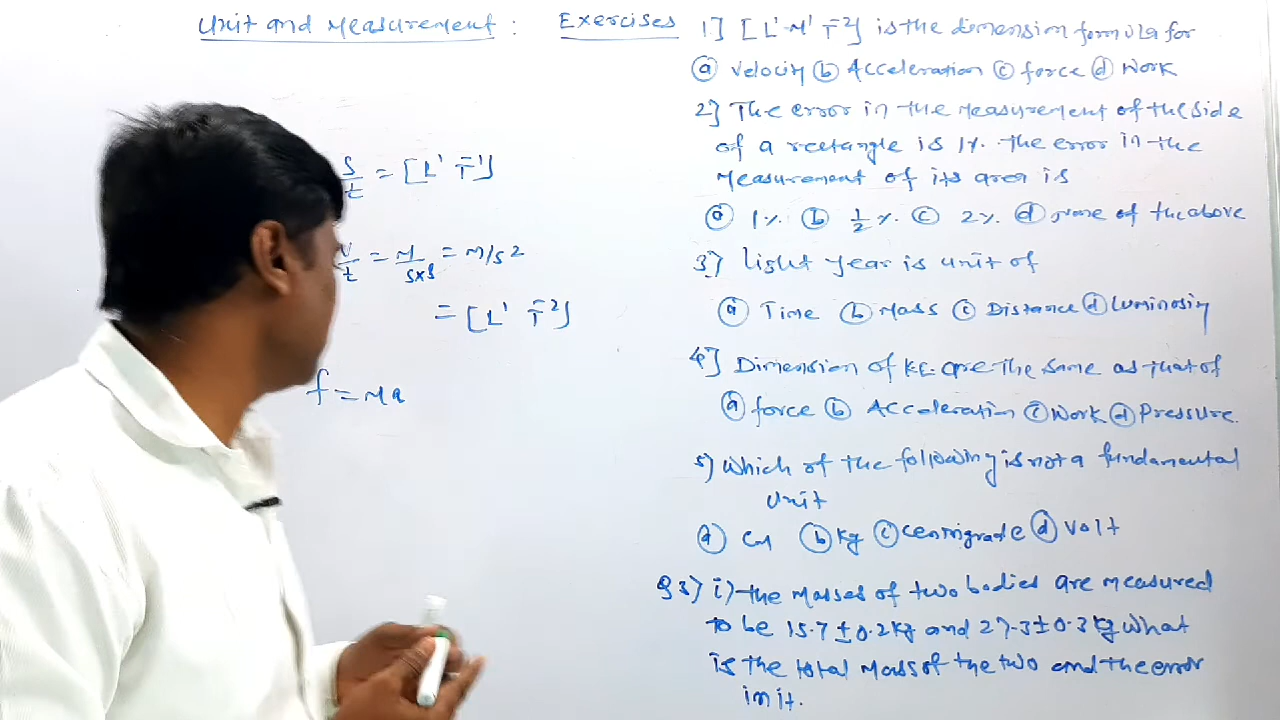 Unit and Measurement : Exercises
S/t = [L¹ T⁻¹]
v/t = M/s×s = m/s²
= [L¹ T⁻²]
f = Ma
1] [L¹ M¹ T⁻²] is the dimension formula for
ⓐ Velocity ⓑ Acceleration ⓒ force ⓓ Work
2] The error in the measurement of the side
of a rectangle is 1%. the error in the
measurement of its area is
ⓐ 1% ⓑ 1/2 %. ⓒ 2%. ⓓ none of the above
3] light year is unit of
ⓐ Time ⓑ Mass ⓒ Distance ⓓ Luminosity
4] Dimension of K.E. are the same as that of
ⓐ force ⓑ Acceleration ⓒ Work ⓓ Pressure.
5) Which of the following is not a fundamental
Unit
ⓐ cm ⓑ kg ⓒ centigrade ⓓ Volt
Q3) i) the masses of two bodies are measured
to be 15.7 ± 0.2 kg and 27.3 ± 0.3 kg what
is the total mass of the two and the error
in it.